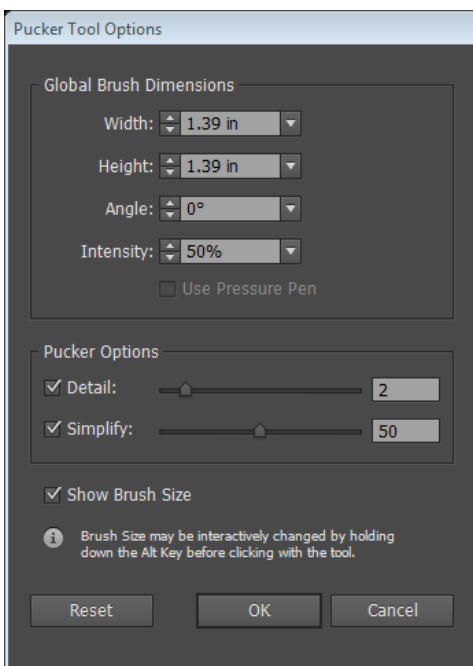 Pucker Tool Options
Global Brush Dimensions
Width: 1.39 in
Height: 1.39 in
Angle: 0°
Intensity: 50%
Use Pressure Pen
Pucker Options
Detail: 2
Simplify: 50
Show Brush Size
Brush Size may be interactively changed by holding
down the Alt Key before clicking with the tool.
Reset OK Cancel